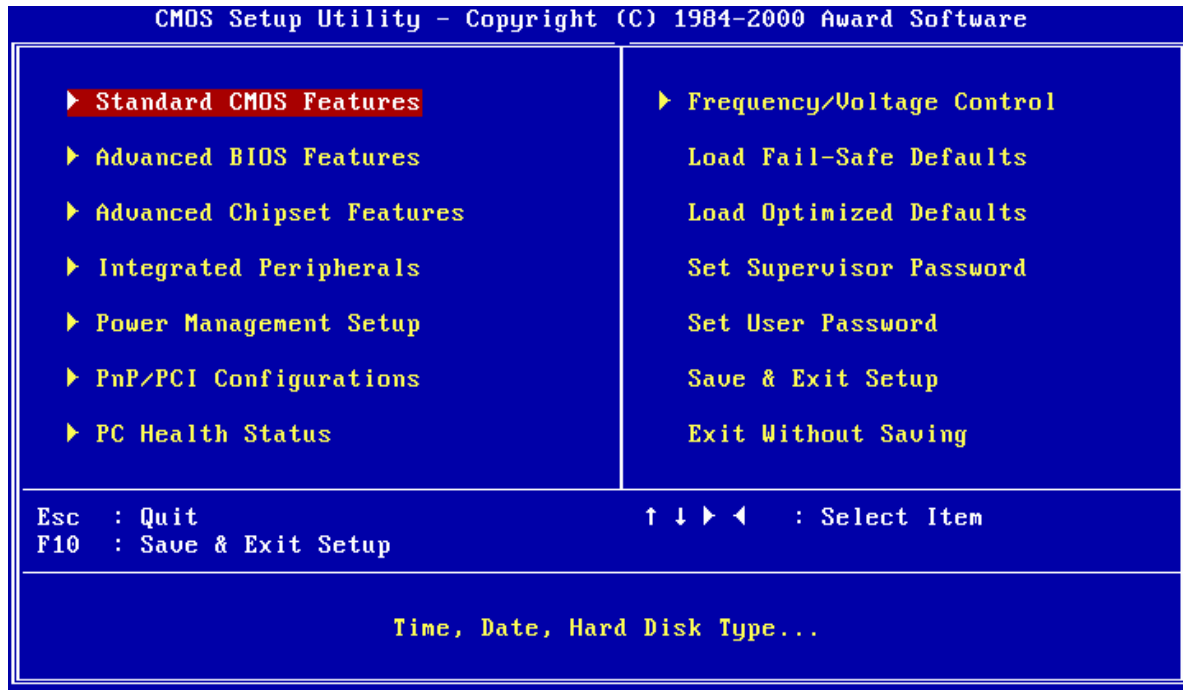 CMOS Setup Utility - Copyright (C) 1984-2000 Award Software
▶ Standard CMOS Features
▶ Advanced BIOS Features
▶ Advanced Chipset Features
▶ Integrated Peripherals
▶ Power Management Setup
▶ PnP/PCI Configurations
▶ PC Health Status
▶ Frequency/Voltage Control
Load Fail-Safe Defaults
Load Optimized Defaults
Set Supervisor Password
Set User Password
Save & Exit Setup
Exit Without Saving
Esc : Quit
F10 : Save & Exit Setup
↑ ↓ ▶ ◀ : Select Item
Time, Date, Hard Disk Type...